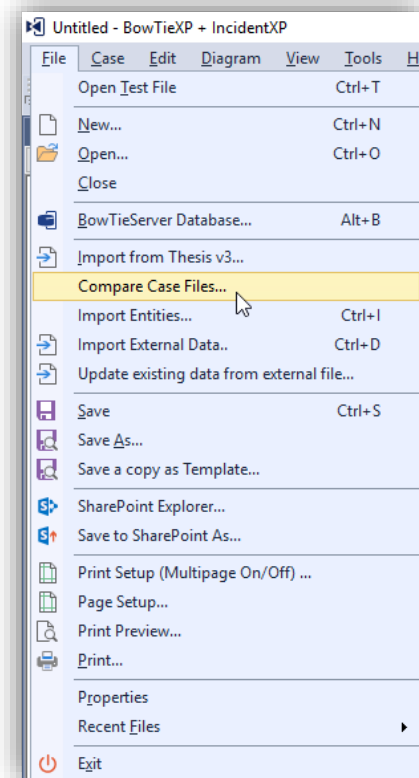 Untitled - BowTieXP + IncidentXP
File Case Edit Diagram View Tools H
Open Test File Ctrl+T
New... Ctrl+N
Open... Ctrl+O
Close
BowTieServer Database... Alt+B
Import from Thesis v3...
Compare Case Files...
Import Entities... Ctrl+I
Import External Data.. Ctrl+D
Update existing data from external file...
Save Ctrl+S
Save As...
Save a copy as Template...
SharePoint Explorer...
Save to SharePoint As...
Print Setup (Multipage On/Off) ...
Page Setup...
Print Preview...
Print...
Properties
Recent Files
Exit